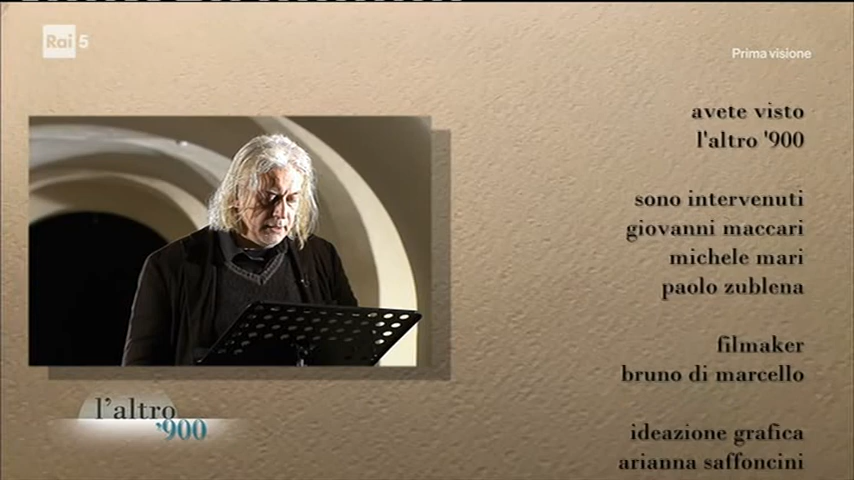 Rai 5
Prima visione
avete visto
l'altro '900
sono intervenuti
giovanni maccari
michele mari
paolo zublena
filmaker
bruno di marcello
ideazione grafica
arianna saffoncini
l'altro
'900